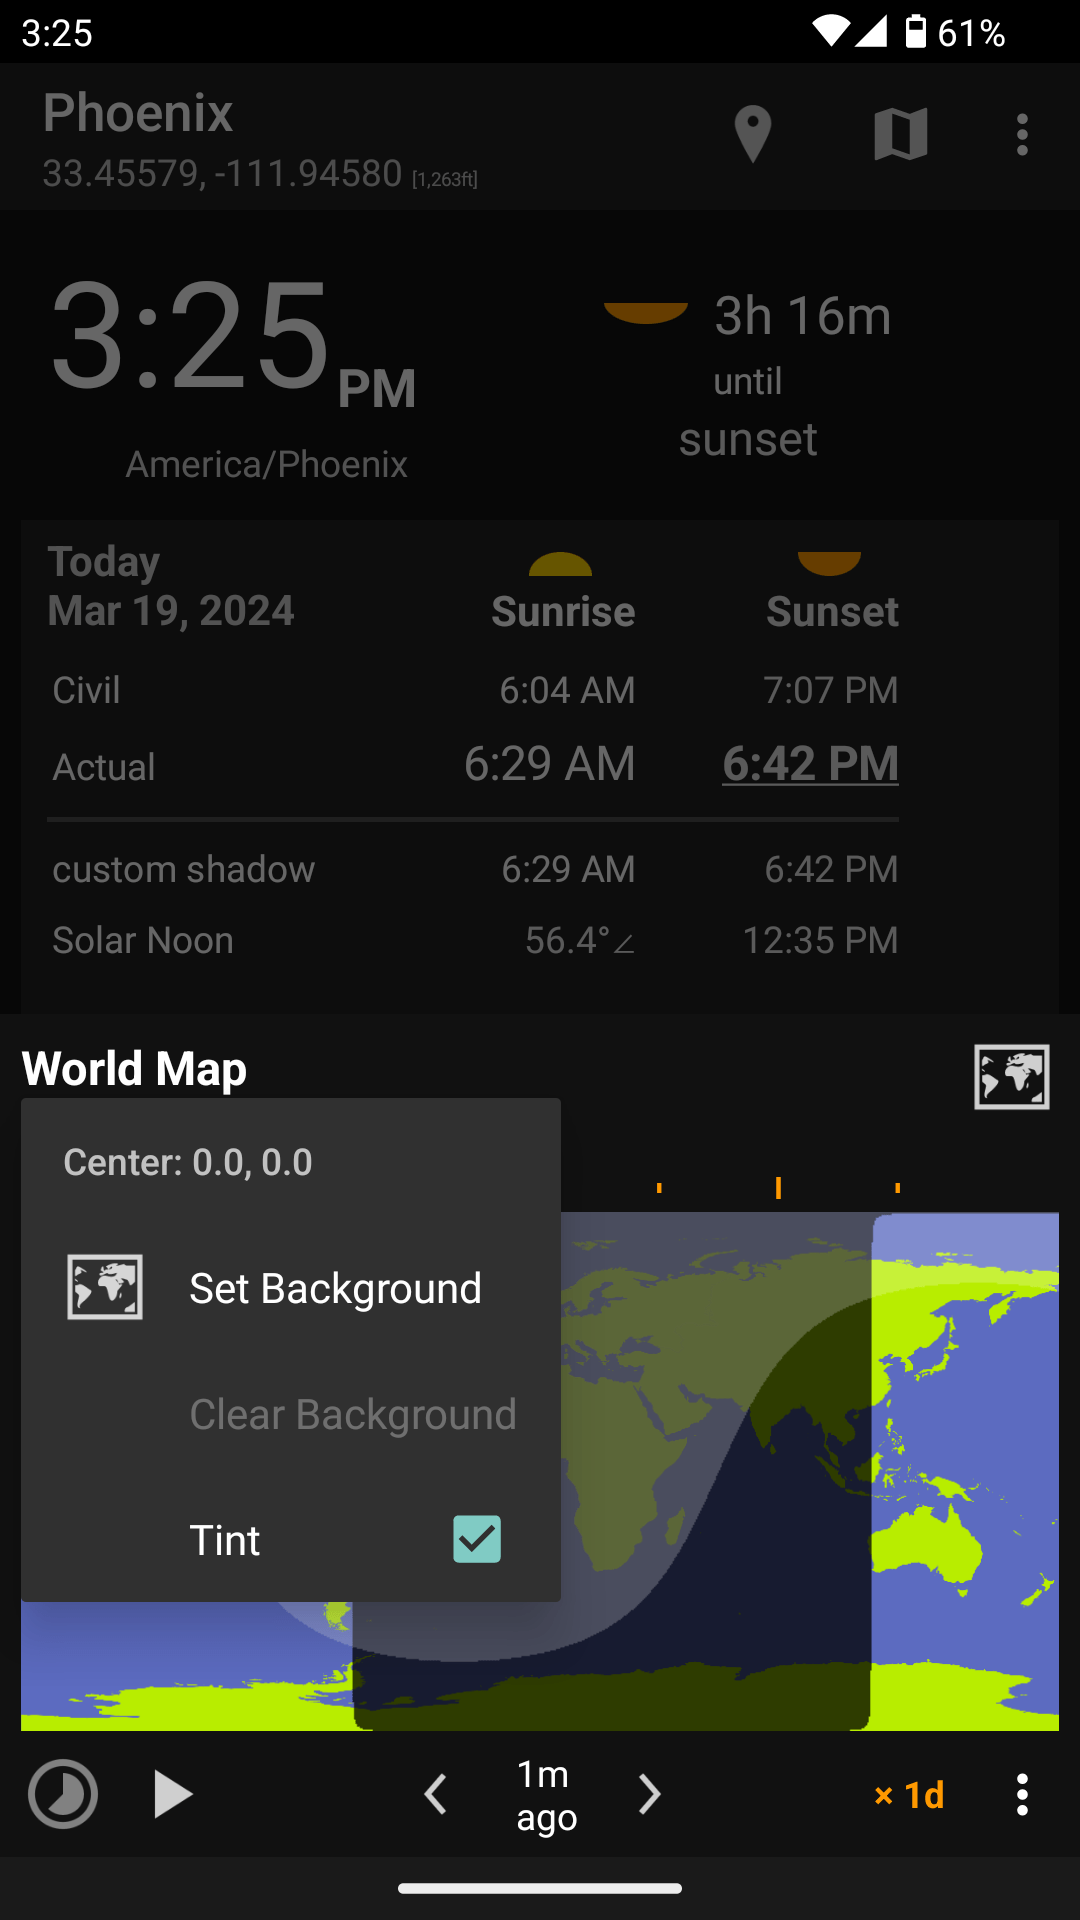 3:25
61%
Phoenix
33.45579, -111.94580 [1,263ft]
3:25 PM
3h 16m
until
sunset
America/Phoenix
Today
Mar 19, 2024
Sunrise
Sunset
Civil 6:04 AM 7:07 PM
Actual 6:29 AM 6:42 PM
custom shadow 6:29 AM 6:42 PM
Solar Noon 56.4°∠ 12:35 PM
World Map
Center: 0.0, 0.0
Set Background
Clear Background
Tint
1m
ago
× 1d